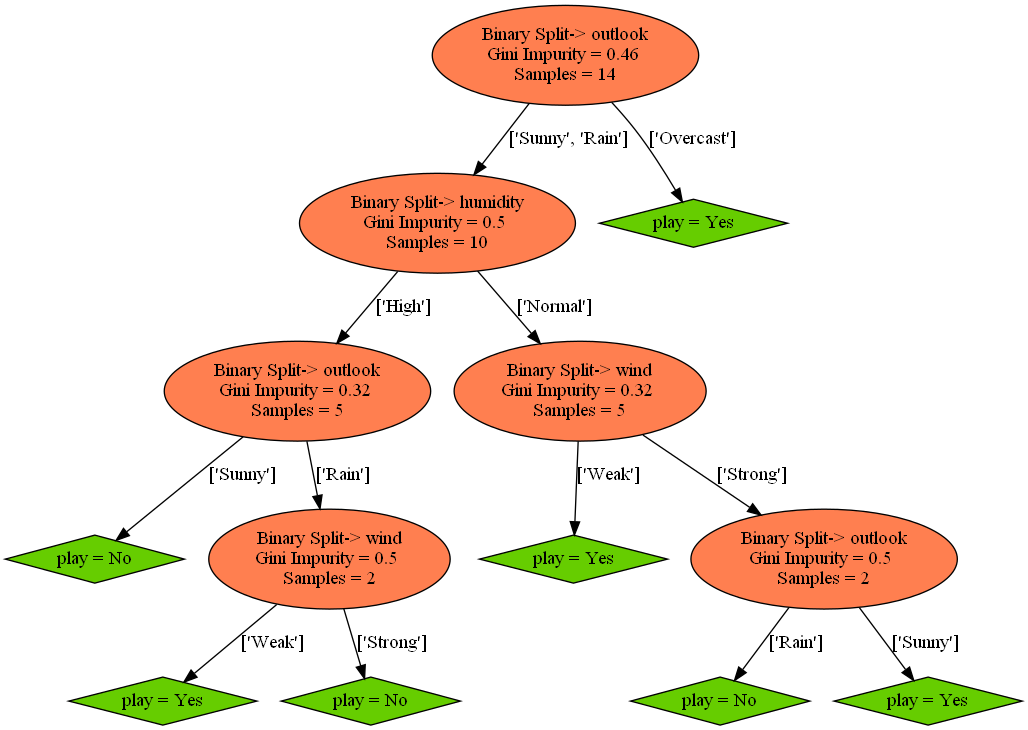 Binary Split-> outlook
Gini Impurity = 0.46
Samples = 14
['Sunny', 'Rain']
['Overcast']
Binary Split-> humidity
Gini Impurity = 0.5
Samples = 10
play = Yes
['High']
['Normal']
Binary Split-> outlook
Gini Impurity = 0.32
Samples = 5
Binary Split-> wind
Gini Impurity = 0.32
Samples = 5
['Sunny']
['Rain']
['Weak']
['Strong']
play = No
Binary Split-> wind
Gini Impurity = 0.5
Samples = 2
play = Yes
Binary Split-> outlook
Gini Impurity = 0.5
Samples = 2
['Weak']
['Strong']
['Rain']
['Sunny']
play = Yes
play = No
play = No
play = Yes